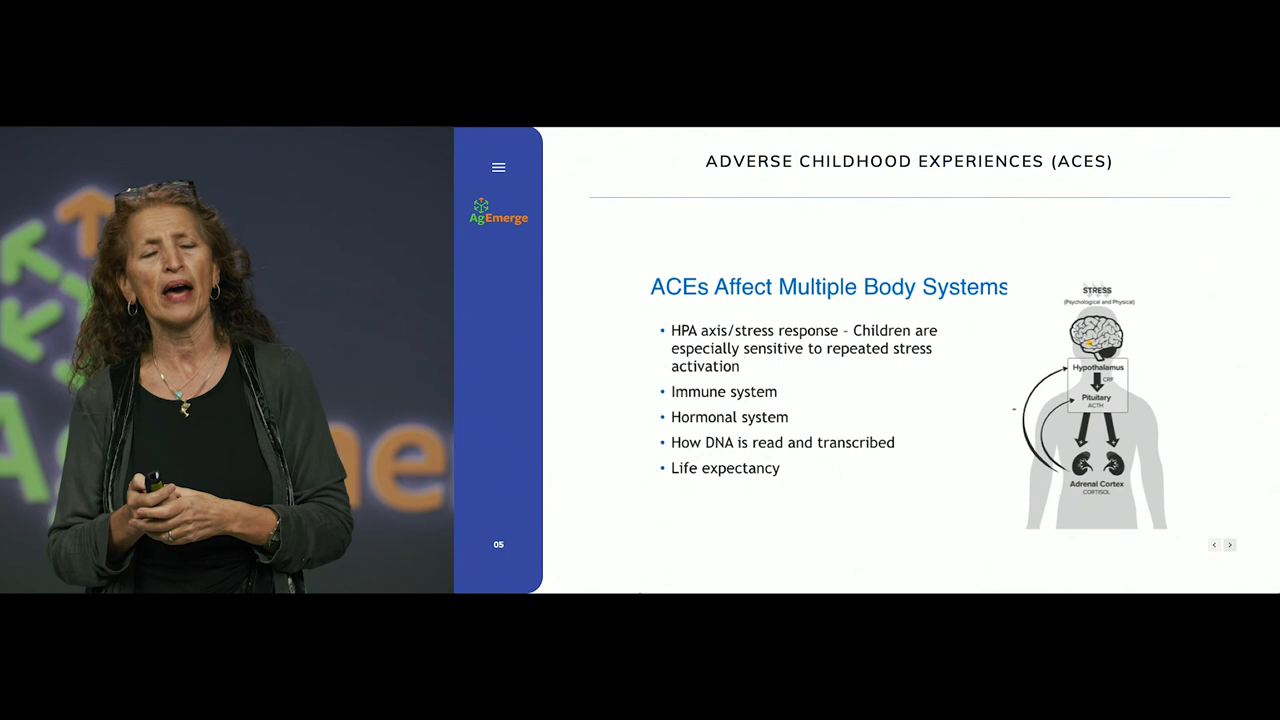 AgEmerge
05
ADVERSE CHILDHOOD EXPERIENCES (ACES)
ACEs Affect Multiple Body Systems
• HPA axis/stress response - Children are
especially sensitive to repeated stress
activation
• Immune system
• Hormonal system
• How DNA is read and transcribed
• Life expectancy
STRESS
(Psychological and Physical)
Hypothalamus
CRF
Pituitary
ACTH
-
Adrenal Cortex
CORTISOL